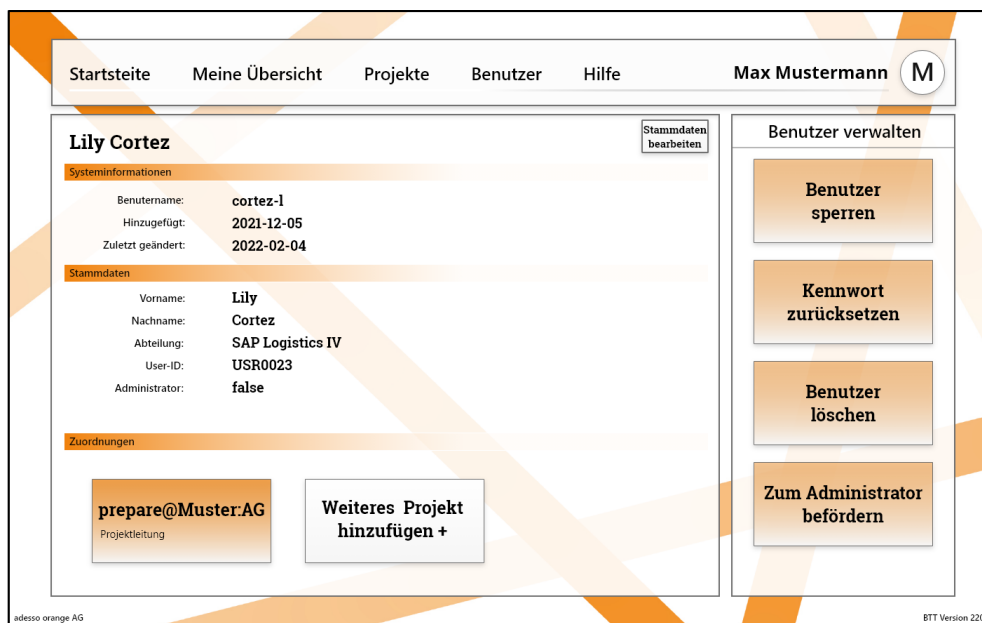 Startsteite Meine Übersicht Projekte Benutzer Hilfe Max Mustermann M
Lily Cortez
Stammdaten
bearbeiten
Systeminformationen
Benutername: cortez-l
Hinzugefügt: 2021-12-05
Zuletzt geändert: 2022-02-04
Stammdaten
Vorname: Lily
Nachname: Cortez
Abteilung: SAP Logistics IV
User-ID: USR0023
Administrator: false
Zuordnungen
prepare@Muster:AG
Projektleitung
Weiteres Projekt
hinzufügen +
Benutzer verwalten
Benutzer
sperren
Kennwort
zurücksetzen
Benutzer
löschen
Zum Administrator
befördern
adesso orange AG
BTT Version 220